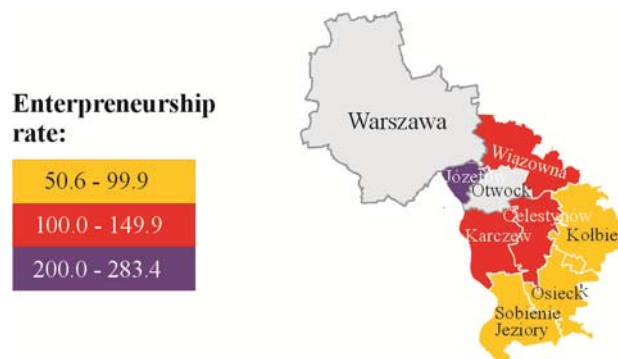 Enterpreneurship
rate:
50.6 - 99.9
100.0 - 149.9
200.0 - 283.4
Warszawa
Wiązowna
Józefów
Otwock
Celestynów
Karczew
Kołbie
Osieck
Sobienie
Jeziory